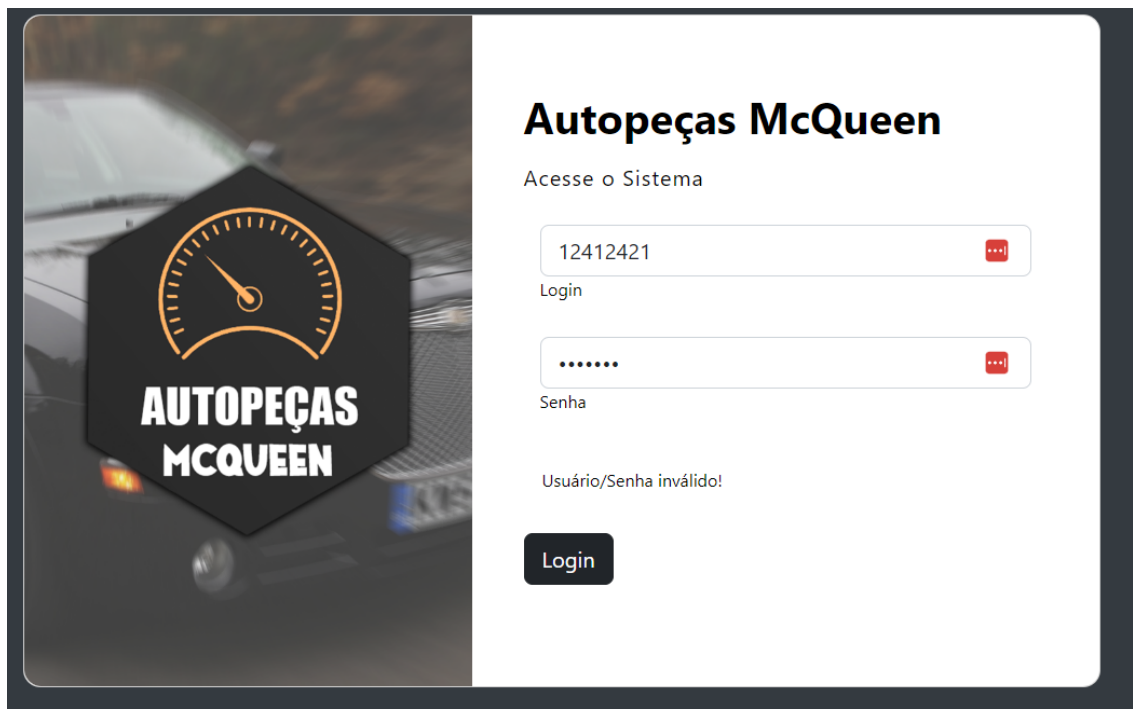 AUTOPEÇAS
MCQUEEN
Autopeças McQueen
Acesse o Sistema
12412421
Login
•••••••
Senha
Usuário/Senha inválido!
Login